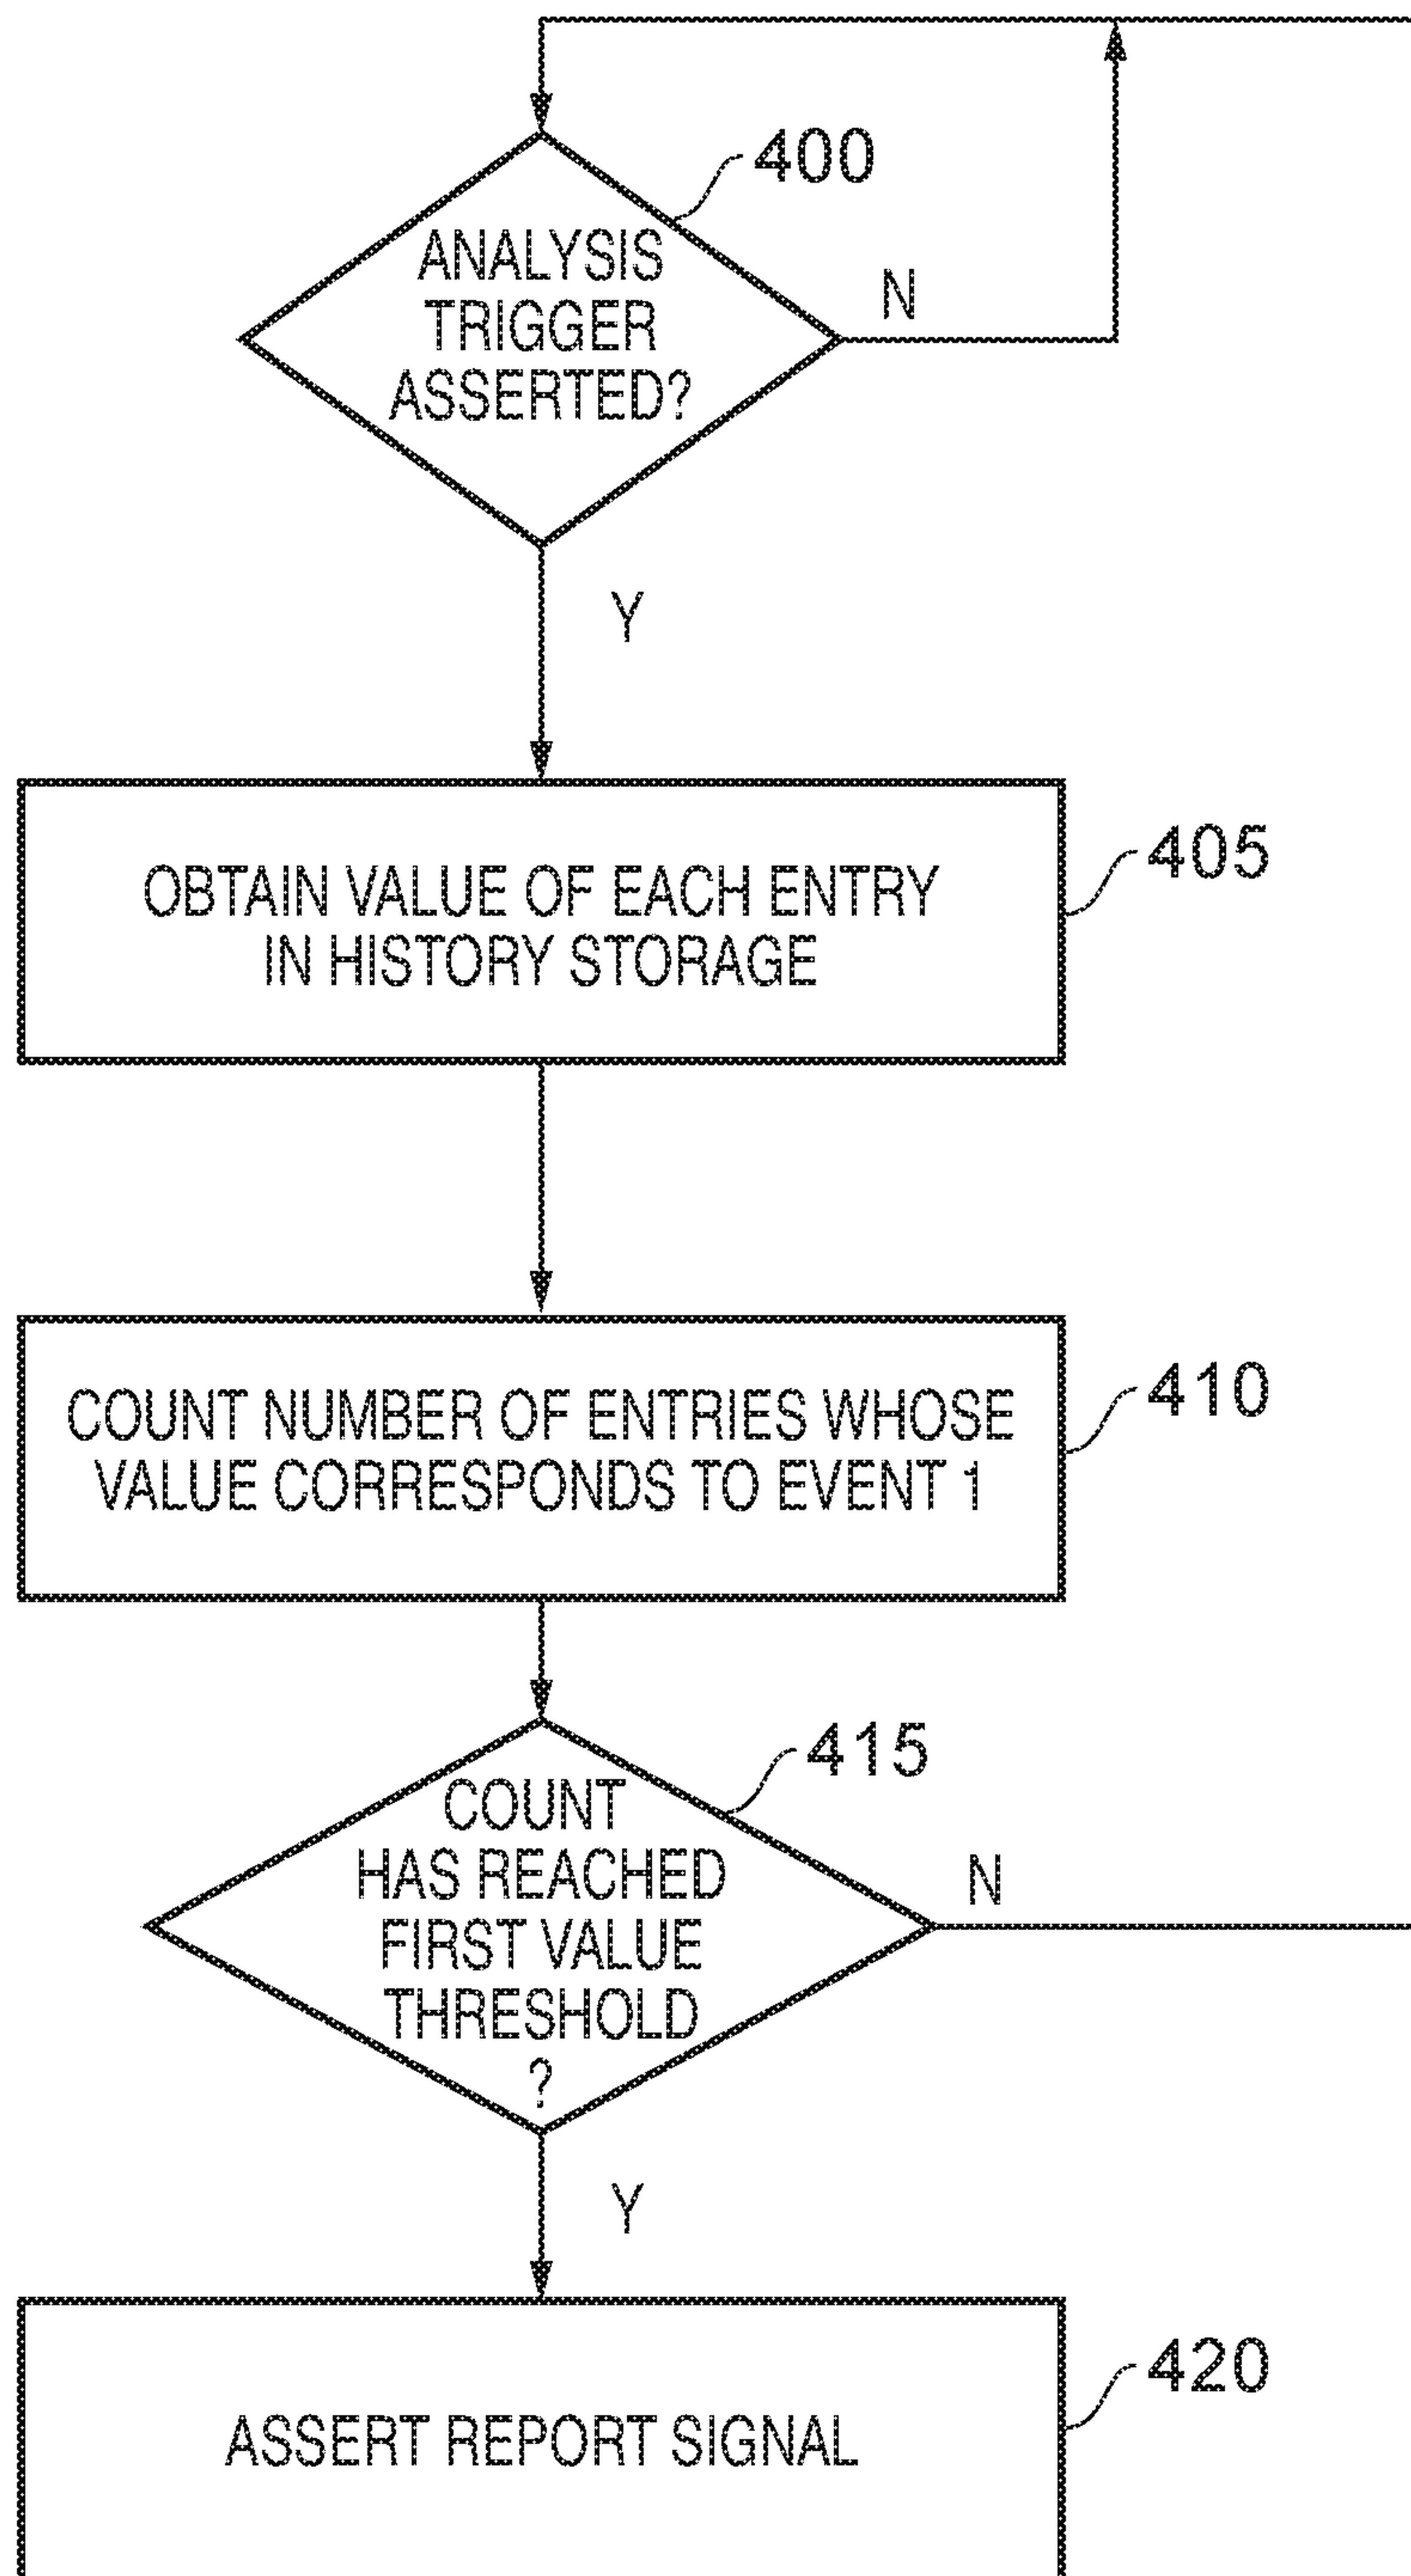 400
ANALYSIS
TRIGGER
ASSERTED?
N
Y
OBTAIN VALUE OF EACH ENTRY
IN HISTORY STORAGE
405
COUNT NUMBER OF ENTRIES WHOSE
VALUE CORRESPONDS TO EVENT 1
410
415
COUNT
HAS REACHED
FIRST VALUE
THRESHOLD
?
N
Y
ASSERT REPORT SIGNAL
420